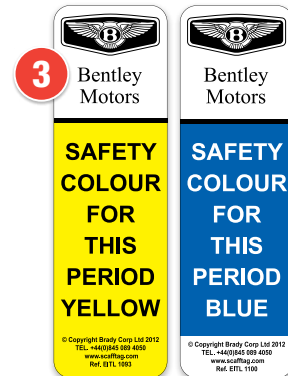 3
B
Bentley
Motors
SAFETY
COLOUR
FOR
THIS
PERIOD
YELLOW
© Copyright Brady Corp Ltd 2012
TEL. +44(0)845 089 4050
www.scafftag.com
Ref. EITL 1093
B
Bentley
Motors
SAFETY
COLOUR
FOR
THIS
PERIOD
BLUE
© Copyright Brady Corp Ltd 2012
TEL. +44(0)845 089 4050
www.scafftag.com
Ref. EITL 1100